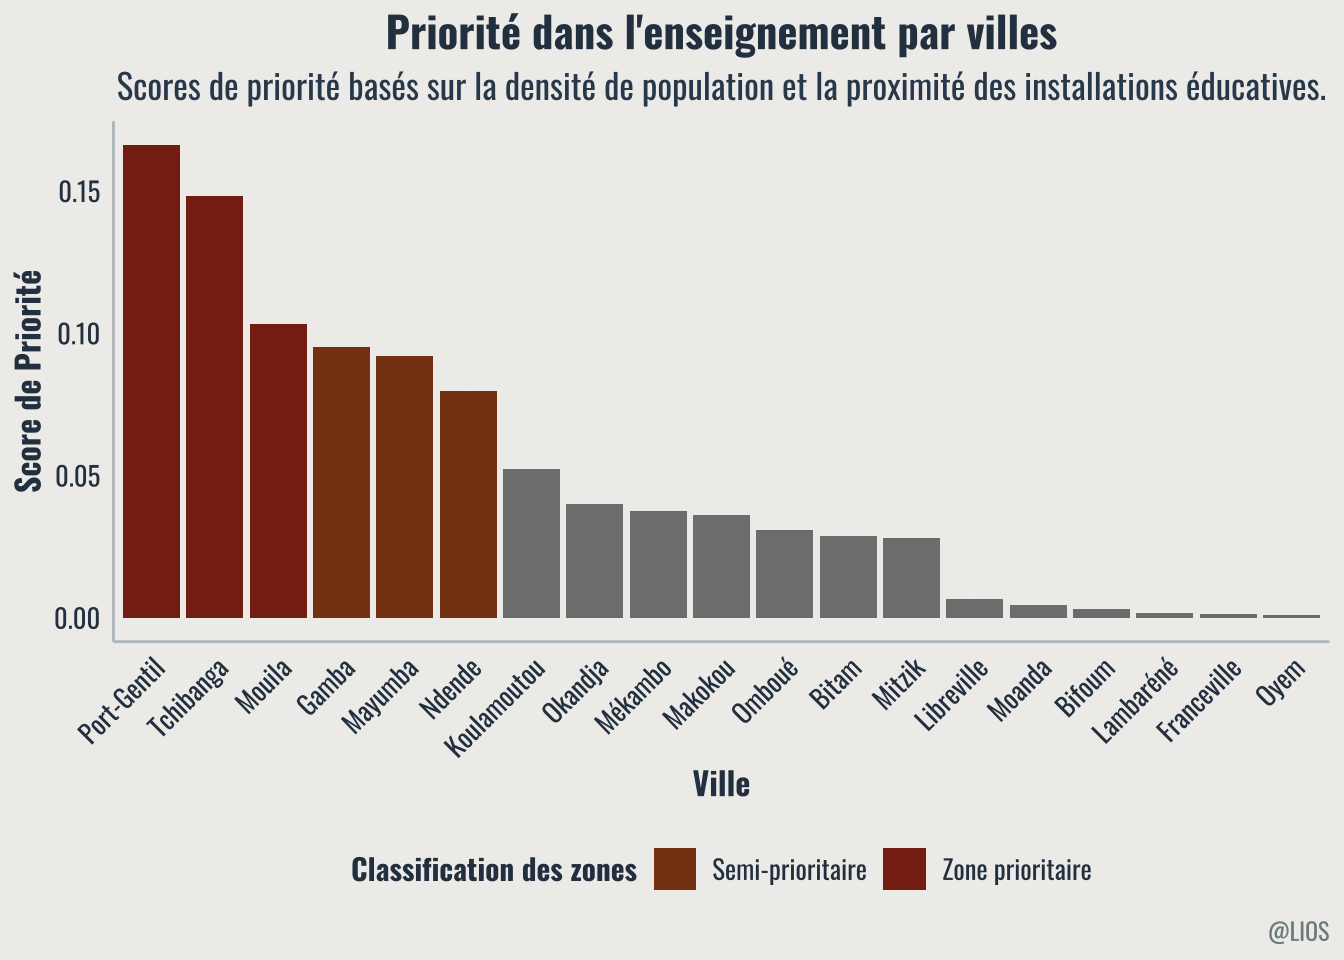 Priorité dans l'enseignement par villes
Scores de priorité basés sur la densité de population et la proximité des installations éducatives.
Score de Priorité
0.15
0.10
0.05
0.00
Port-Gentil
Tchibanga
Mouila
Gamba
Mayumba
Ndende
Koulamoutou
Okandja
Mékambo
Makokou
Omboué
Bitam
Mitzik
Libreville
Moanda
Bifoum
Lambaréné
Franceville
Oyem
Ville
Classification des zones
Semi-prioritaire
Zone prioritaire
@LIOS